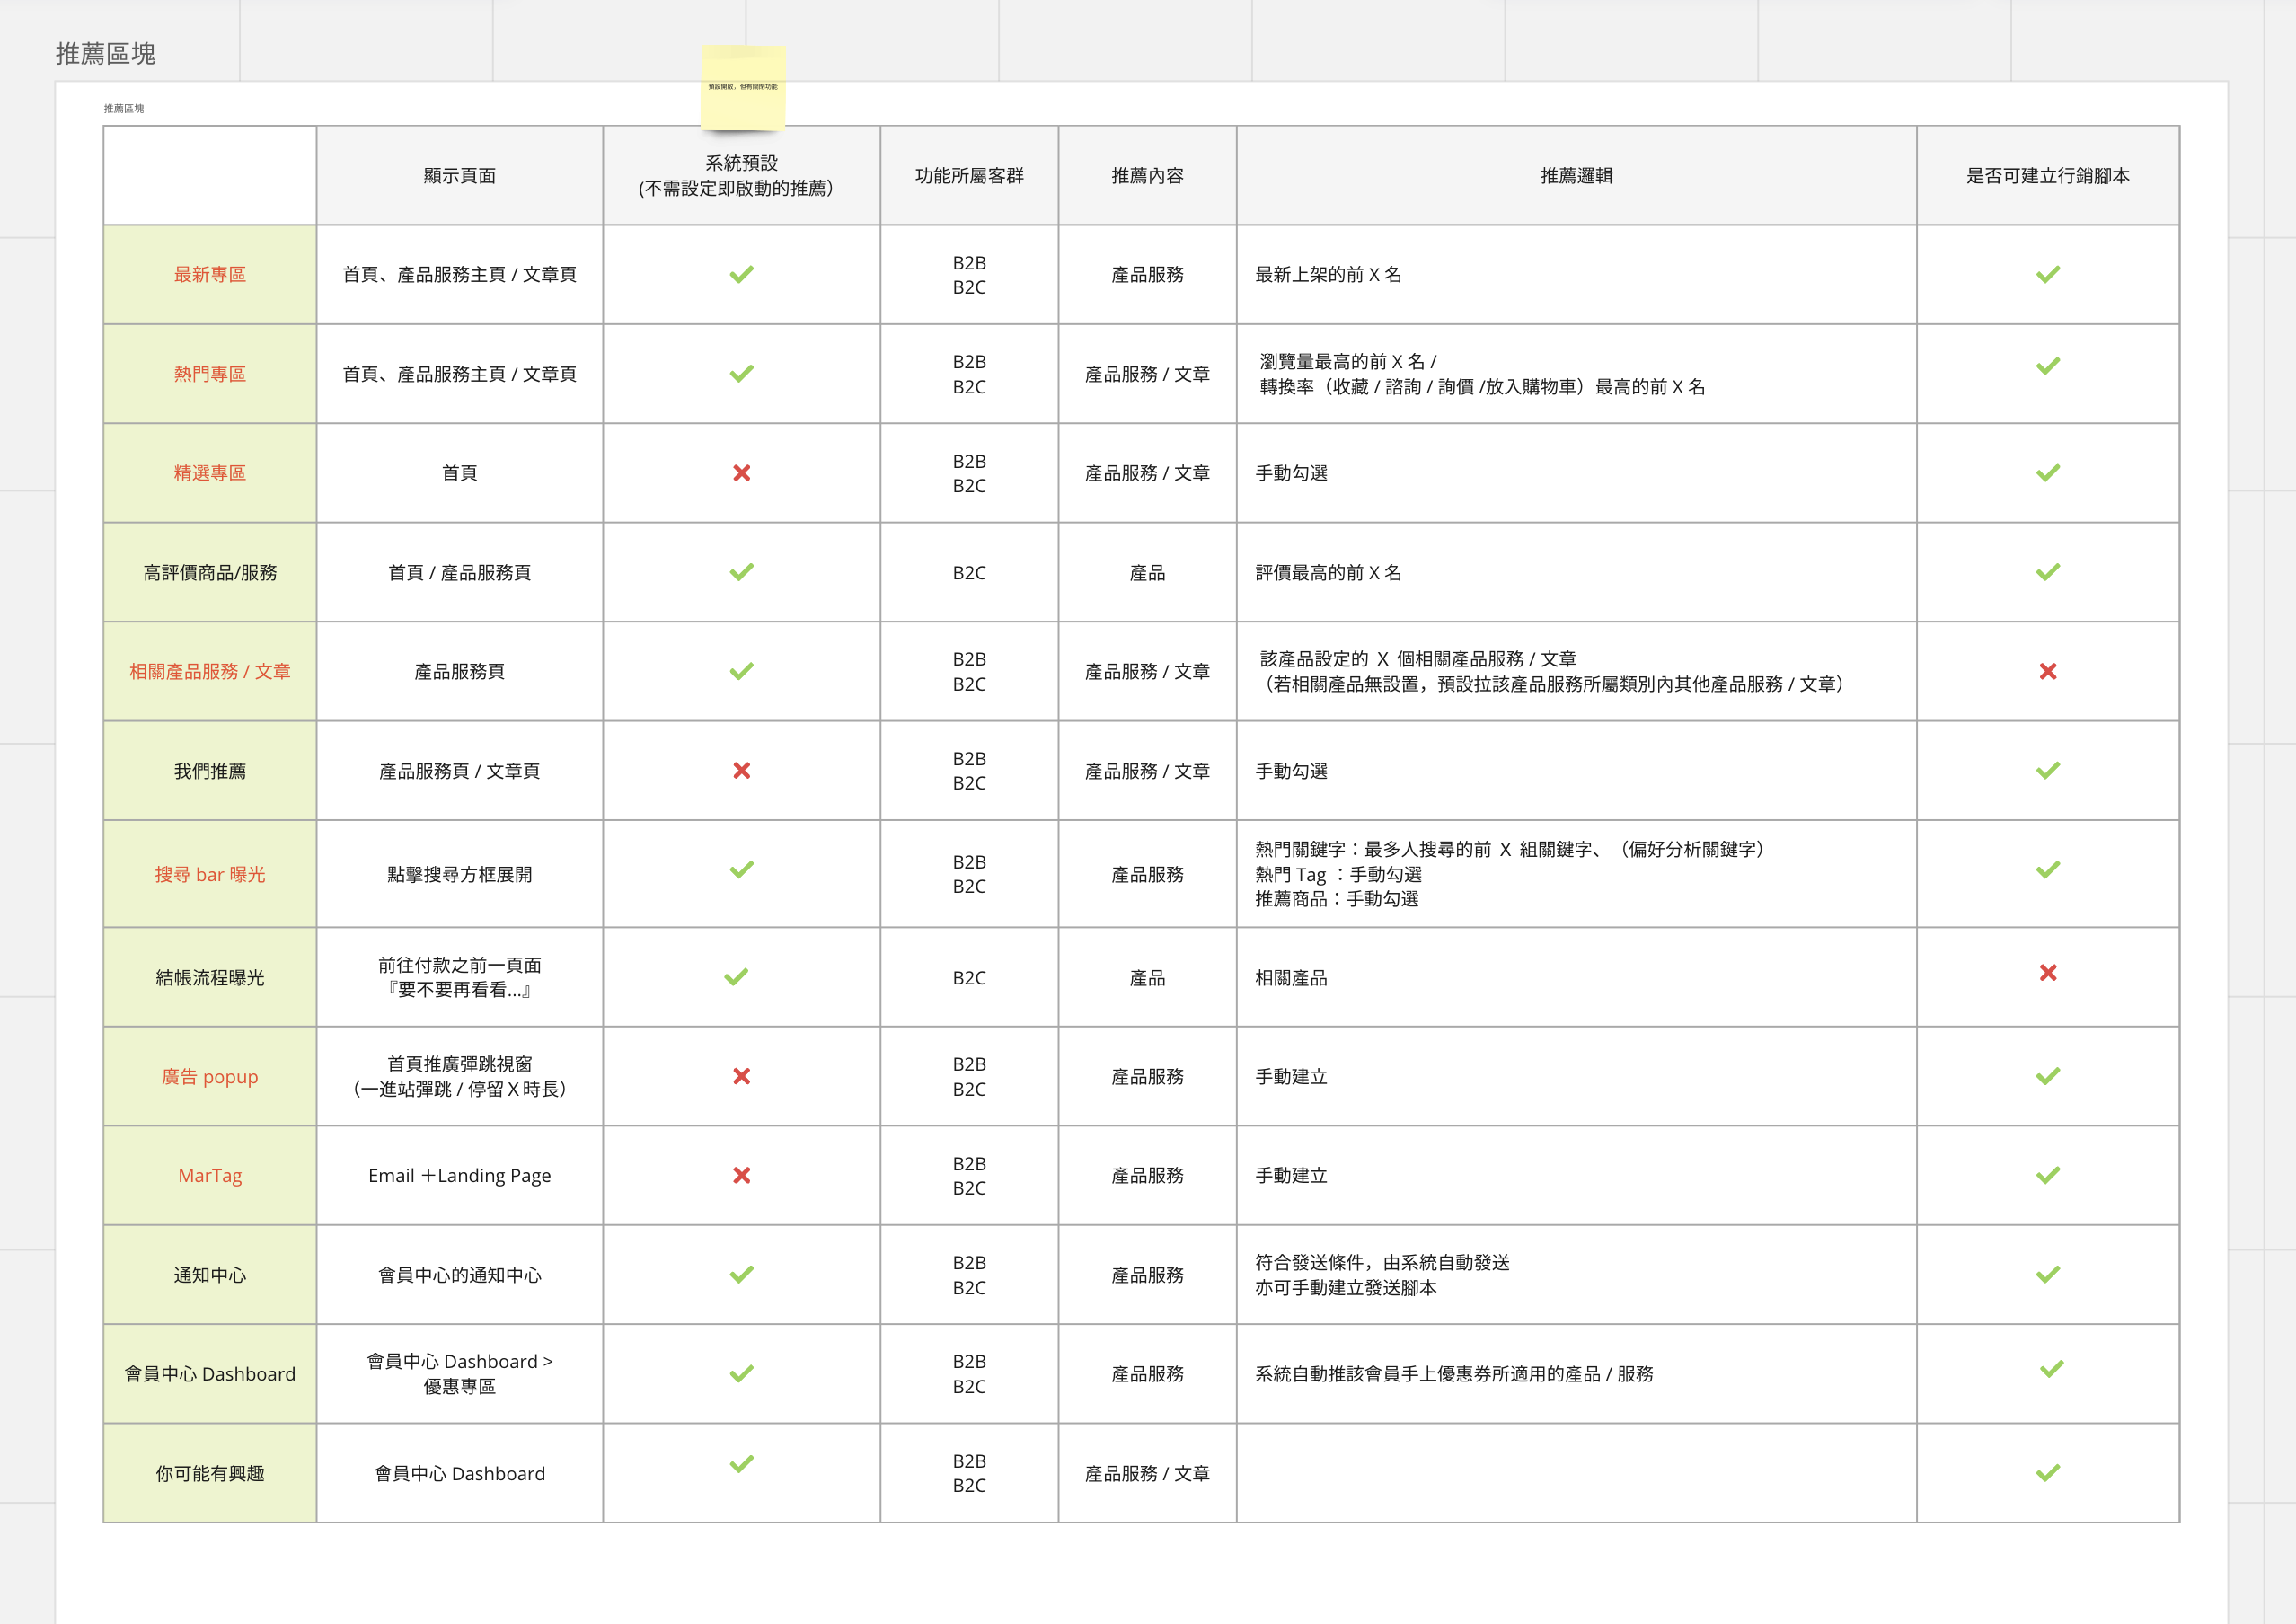 推薦區塊
預設開啟，但有關閉功能
推薦區塊
顯示頁面
系統預設
(不需設定即啟動的推薦）
功能所屬客群
推薦內容
推薦邏輯
是否可建立行銷腳本
最新專區
首頁、產品服務主頁 / 文章頁
B2B
B2C
產品服務
最新上架的前 X 名
熱門專區
首頁、產品服務主頁 / 文章頁
B2B
B2C
產品服務 / 文章
瀏覽量最高的前 X 名 /
轉換率（收藏 / 諮詢 / 詢價 /放入購物車）最高的前 X 名
精選專區
首頁
B2B
B2C
產品服務 / 文章
手動勾選
高評價商品/服務
首頁 / 產品服務頁
B2C
產品
評價最高的前 X 名
相關產品服務 / 文章
產品服務頁
B2B
B2C
產品服務 / 文章
該產品設定的 X 個相關產品服務 / 文章
（若相關產品無設置，預設拉該產品服務所屬類別內其他產品服務 / 文章）
我們推薦
產品服務頁 / 文章頁
B2B
B2C
產品服務 / 文章
手動勾選
搜尋 bar 曝光
點擊搜尋方框展開
B2B
B2C
產品服務
熱門關鍵字：最多人搜尋的前 X 組關鍵字、（偏好分析關鍵字）
熱門 Tag ：手動勾選
推薦商品：手動勾選
結帳流程曝光
前往付款之前一頁面
『要不要再看看...』
B2C
產品
相關產品
廣告 popup
首頁推廣彈跳視窗
（一進站彈跳 / 停留 X 時長）
B2B
B2C
產品服務
手動建立
MarTag
Email ＋Landing Page
B2B
B2C
產品服務
手動建立
通知中心
會員中心的通知中心
B2B
B2C
產品服務
符合發送條件，由系統自動發送
亦可手動建立發送腳本
會員中心 Dashboard
會員中心 Dashboard >
優惠專區
B2B
B2C
產品服務
系統自動推該會員手上優惠券所適用的產品 / 服務
你可能有興趣
會員中心 Dashboard
B2B
B2C
產品服務 / 文章